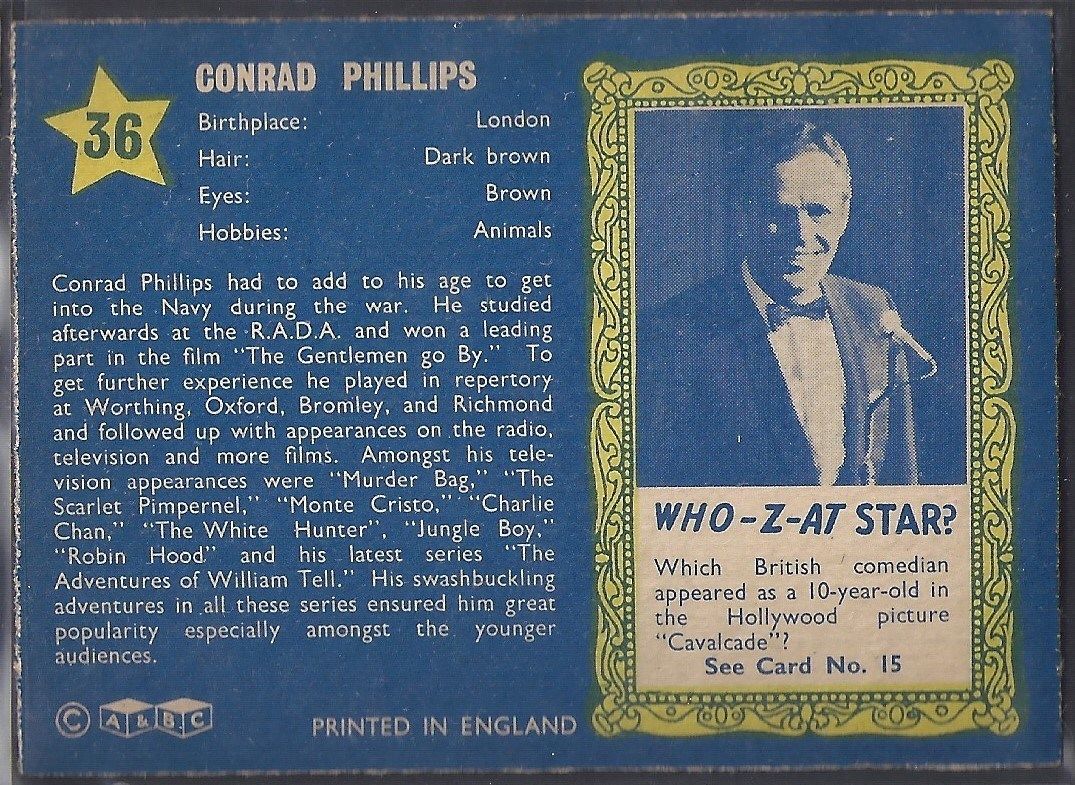 36
CONRAD PHILLIPS
Birthplace: London
Hair: Dark brown
Eyes: Brown
Hobbies: Animals
Conrad Phillips had to add to his age to get
into the Navy during the war. He studied
afterwards at the R.A.D.A. and won a leading
part in the film "The Gentlemen go By." To
get further experience he played in repertory
at Worthing, Oxford, Bromley, and Richmond
and followed up with appearances on the radio,
television and more films. Amongst his tele-
vision appearances were "Murder Bag," "The
Scarlet Pimpernel," "Monte Cristo," "Charlie
Chan," "The White Hunter", "Jungle Boy,"
"Robin Hood" and his latest series "The
Adventures of William Tell." His swashbuckling
adventures in all these series ensured him great
popularity especially amongst the younger
audiences.
© A & B C
PRINTED IN ENGLAND
WHO-Z-AT STAR?
Which British comedian
appeared as a 10-year-old in
the Hollywood picture
"Cavalcade"?
See Card No. 15